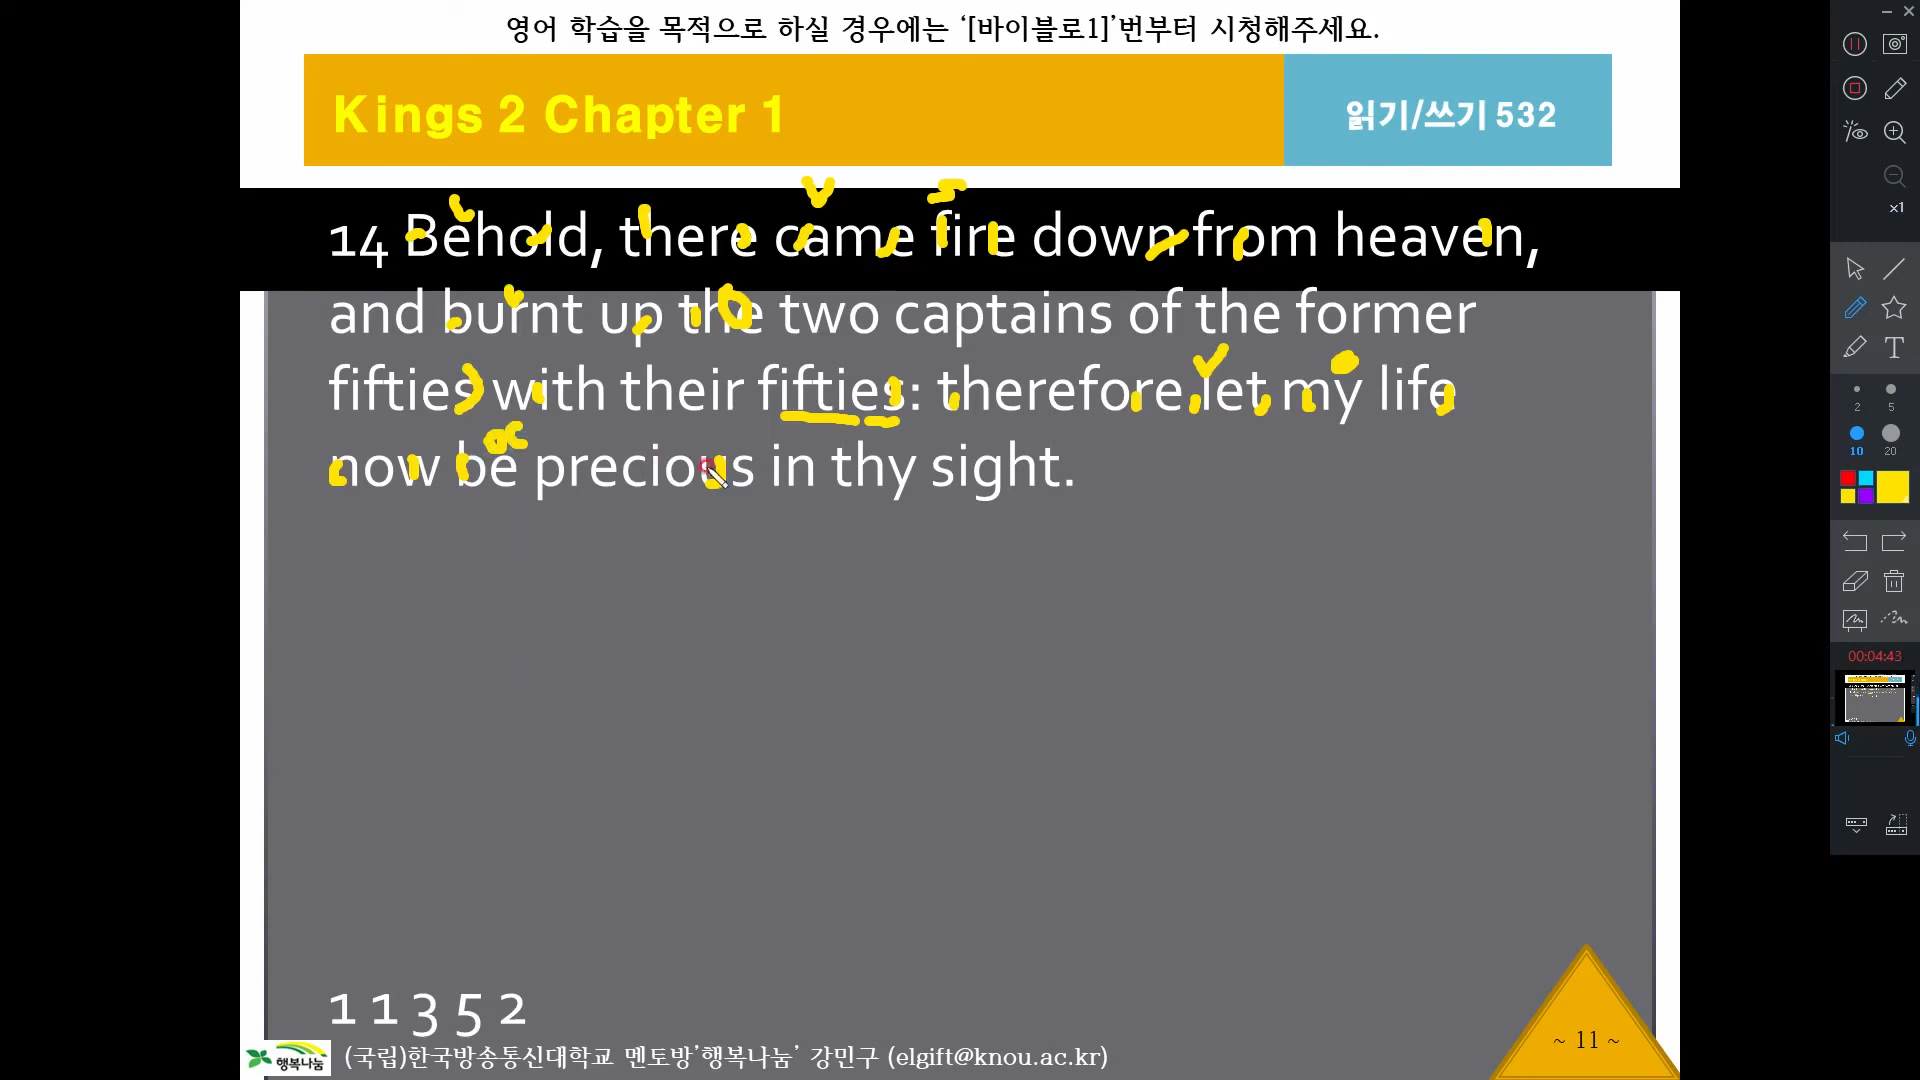 영어 학습을 목적으로 하실 경우에는 ‘[바이블로1]’번부터 시청해주세요.
Kings 2 Chapter 1
읽기/쓰기 532
14 Behold, there came fire down from heaven,
and burnt up the two captains of the former
fifties with their fifties: therefore let my life
now be precious in thy sight.
1 1 3 5 2
행복나눔
(국립)한국방송통신대학교 멘토방’행복나눔’ 강민구 (elgift@knou.ac.kr)
~ 11 ~
x1
T
2 5
10 20
00:04:43